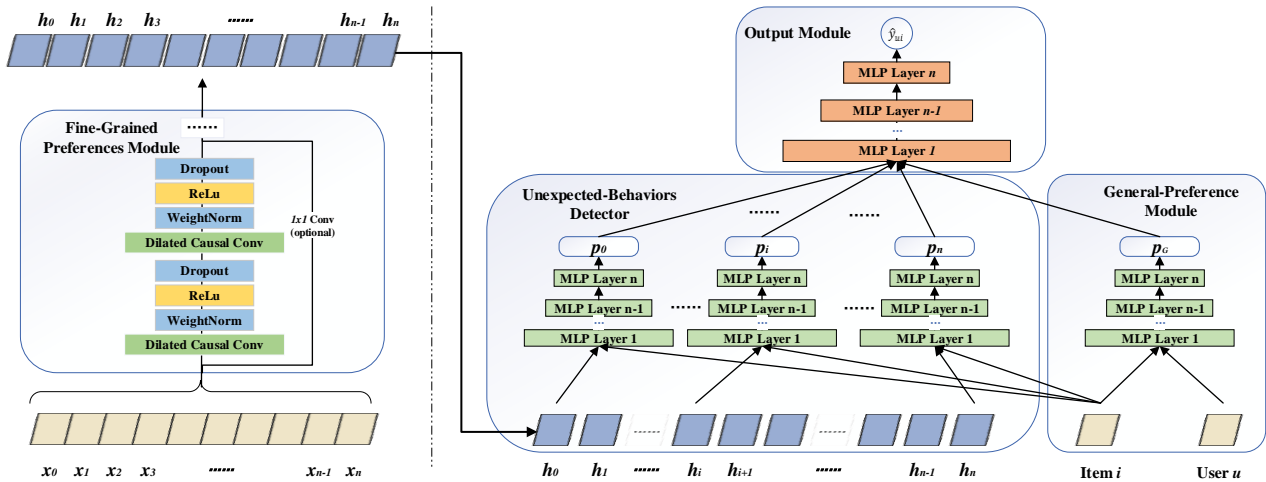 h0 h1 h2 h3 ...... hn-1 hn
......
Fine-Grained
Preferences Module
Dropout
ReLu
WeightNorm
Dilated Causal Conv
Dropout
ReLu
WeightNorm
Dilated Causal Conv
1x1 Conv
(optional)
x0 x1 x2 x3 ...... xn-1 xn
Output Module
ŷui
MLP Layer n
MLP Layer n-1
...
MLP Layer 1
Unexpected-Behaviors
Detector
...... ......
p0 pi pn
MLP Layer n MLP Layer n MLP Layer n
MLP Layer n-1 ...... MLP Layer n-1 ...... MLP Layer n-1
... ... ...
MLP Layer 1 MLP Layer 1 MLP Layer 1
...... ......
h0 h1 ...... hi hi+1 ...... hn-1 hn
General-Preference
Module
pG
MLP Layer n
MLP Layer n-1
...
MLP Layer 1
Item i User u